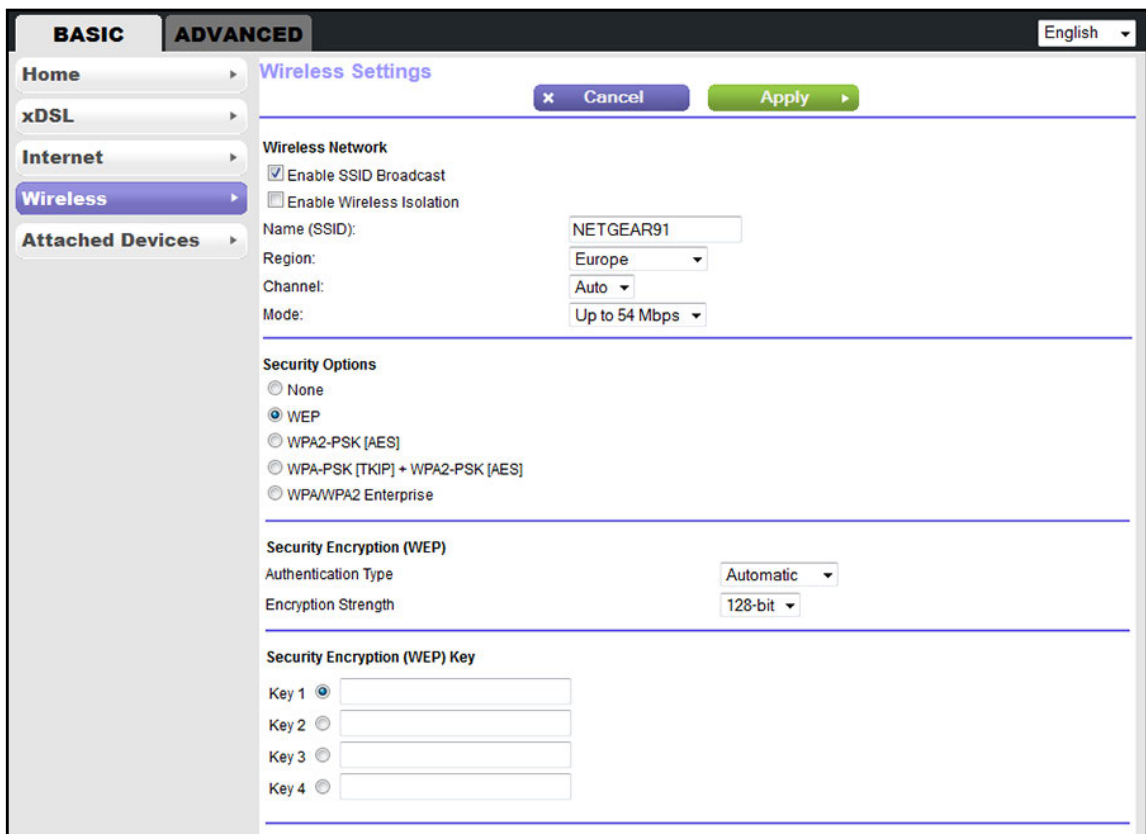 BASIC ADVANCED English
Home
xDSL
Internet
Wireless
Attached Devices
Wireless Settings
Cancel Apply
Wireless Network
Enable SSID Broadcast
Enable Wireless Isolation
Name (SSID): NETGEAR91
Region: Europe
Channel: Auto
Mode: Up to 54 Mbps
Security Options
None
WEP
WPA2-PSK [AES]
WPA-PSK [TKIP] + WPA2-PSK [AES]
WPA/WPA2 Enterprise
Security Encryption (WEP)
Authentication Type Automatic
Encryption Strength 128-bit
Security Encryption (WEP) Key
Key 1
Key 2
Key 3
Key 4